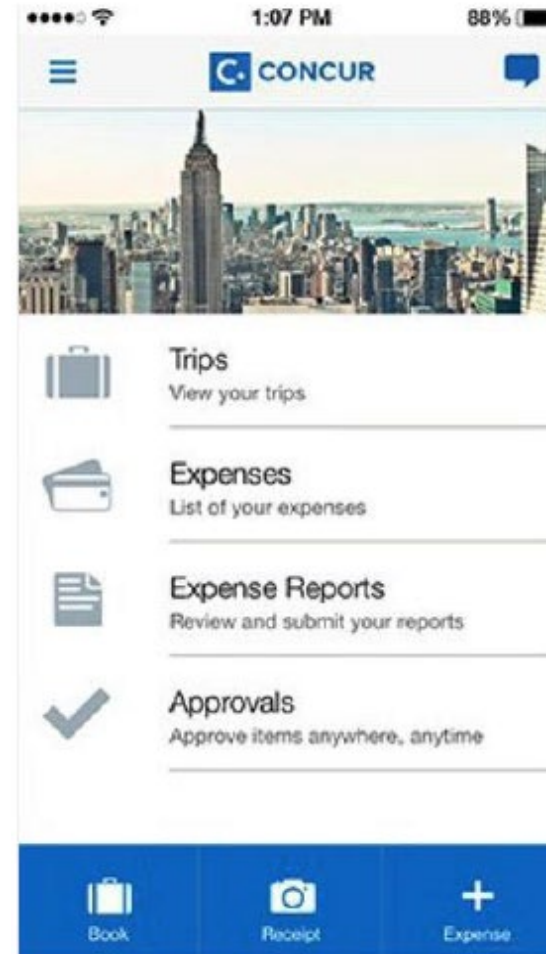 1:07 PM
88%
C. CONCUR
Trips
View your trips
Expenses
List of your expenses
Expense Reports
Review and submit your reports
Approvals
Approve items anywhere, anytime
Book
Receipt
Expense